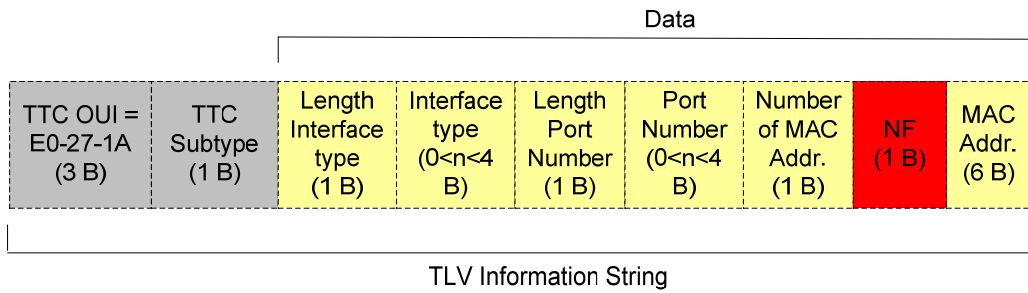 Data
TTC OUI =
E0-27-1A
(3 B)
TTC
Subtype
(1 B)
Length
Interface
type
(1 B)
Interface
type
(0<n<4
B)
Length
Port
Number
(1 B)
Port
Number
(0<n<4
B)
Number
of MAC
Addr.
(1 B)
NF
(1 B)
MAC
Addr.
(6 B)
TLV Information String